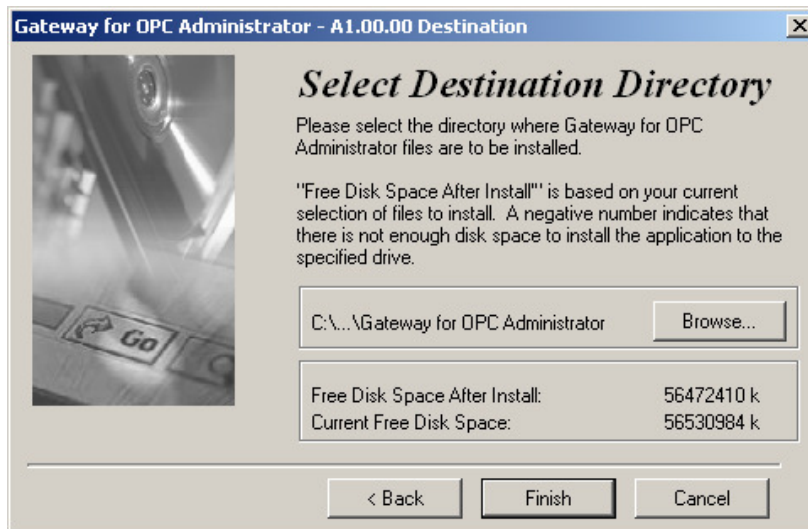 Gateway for OPC Administrator - A1.00.00 Destination
Select Destination Directory
Please select the directory where Gateway for OPC
Administrator files are to be installed.
"Free Disk Space After Install"' is based on your current
selection of files to install.  A negative number indicates that
there is not enough disk space to install the application to the
specified drive.
C:\...\Gateway for OPC Administrator
Browse...
Free Disk Space After Install: 56472410 k
Current Free Disk Space: 56530984 k
Go
< Back
Finish
Cancel